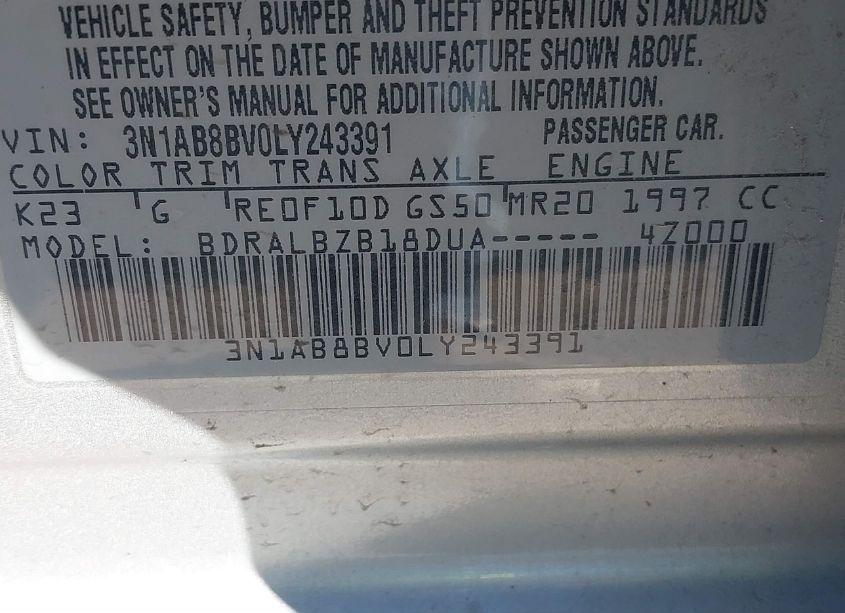 VEHICLE SAFETY, BUMPER AND THEFT PREVENTION STANDARDS
IN EFFECT ON THE DATE OF MANUFACTURE SHOWN ABOVE.
SEE OWNER'S MANUAL FOR ADDITIONAL INFORMATION.
VIN: 3N1AB8BV0LY243391 PASSENGER CAR.
COLOR TRIM TRANS AXLE ENGINE
K23 G RE0F10D GS50 MR20 1997 CC
MODEL: BDRALBZB18DUA----- 4Z000
3N1AB8BV0LY243391